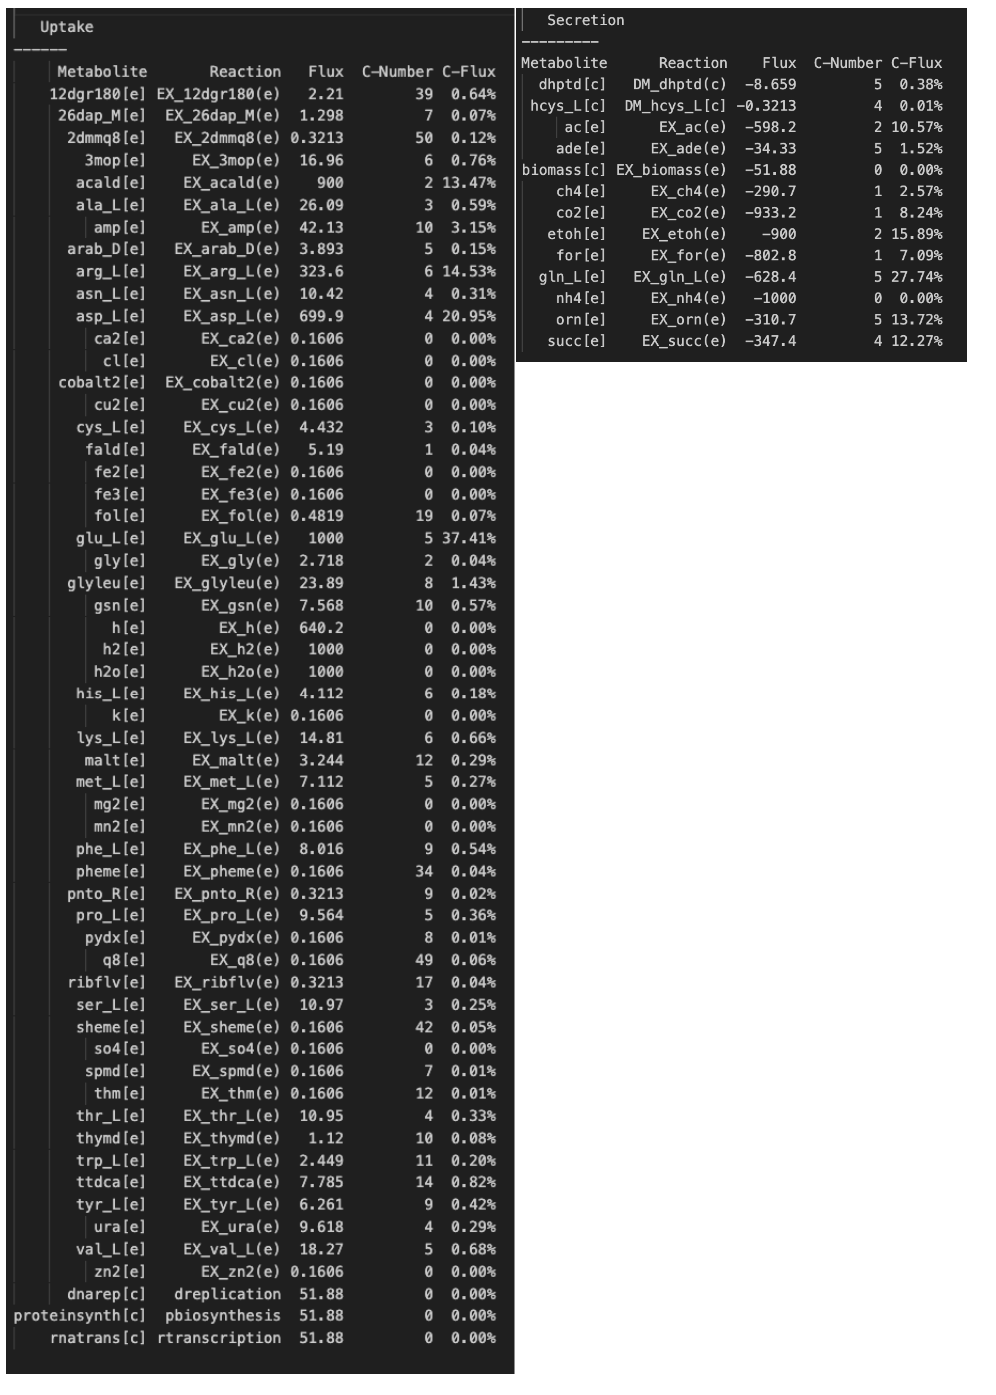 Uptake
------
Metabolite Reaction Flux C-Number C-Flux
12dgr180[e] EX_12dgr180(e) 2.21 39 0.64%
26dap_M[e] EX_26dap_M(e) 1.298 7 0.07%
2dmmq8[e] EX_2dmmq8(e) 0.3213 50 0.12%
3mop[e] EX_3mop(e) 16.96 6 0.76%
acald[e] EX_acald(e) 900 2 13.47%
ala_L[e] EX_ala_L(e) 26.09 3 0.59%
amp[e] EX_amp(e) 42.13 10 3.15%
arab_D[e] EX_arab_D(e) 3.893 5 0.15%
arg_L[e] EX_arg_L(e) 323.6 6 14.53%
asn_L[e] EX_asn_L(e) 10.42 4 0.31%
asp_L[e] EX_asp_L(e) 699.9 4 20.95%
ca2[e] EX_ca2(e) 0.1606 0 0.00%
cl[e] EX_cl(e) 0.1606 0 0.00%
cobalt2[e] EX_cobalt2(e) 0.1606 0 0.00%
cu2[e] EX_cu2(e) 0.1606 0 0.00%
cys_L[e] EX_cys_L(e) 4.432 3 0.10%
fald[e] EX_fald(e) 5.19 1 0.04%
fe2[e] EX_fe2(e) 0.1606 0 0.00%
fe3[e] EX_fe3(e) 0.1606 0 0.00%
fol[e] EX_fol(e) 0.4819 19 0.07%
glu_L[e] EX_glu_L(e) 1000 5 37.41%
gly[e] EX_gly(e) 2.718 2 0.04%
glyleu[e] EX_glyleu(e) 23.89 8 1.43%
gsn[e] EX_gsn(e) 7.568 10 0.57%
h[e] EX_h(e) 640.2 0 0.00%
h2[e] EX_h2(e) 1000 0 0.00%
h2o[e] EX_h2o(e) 1000 0 0.00%
his_L[e] EX_his_L(e) 4.112 6 0.18%
k[e] EX_k(e) 0.1606 0 0.00%
lys_L[e] EX_lys_L(e) 14.81 6 0.66%
malt[e] EX_malt(e) 3.244 12 0.29%
met_L[e] EX_met_L(e) 7.112 5 0.27%
mg2[e] EX_mg2(e) 0.1606 0 0.00%
mn2[e] EX_mn2(e) 0.1606 0 0.00%
phe_L[e] EX_phe_L(e) 8.016 9 0.54%
pheme[e] EX_pheme(e) 0.1606 34 0.04%
pnto_R[e] EX_pnto_R(e) 0.3213 9 0.02%
pro_L[e] EX_pro_L(e) 9.564 5 0.36%
pydx[e] EX_pydx(e) 0.1606 8 0.01%
q8[e] EX_q8(e) 0.1606 49 0.06%
ribflv[e] EX_ribflv(e) 0.3213 17 0.04%
ser_L[e] EX_ser_L(e) 10.97 3 0.25%
sheme[e] EX_sheme(e) 0.1606 42 0.05%
so4[e] EX_so4(e) 0.1606 0 0.00%
spmd[e] EX_spmd(e) 0.1606 7 0.01%
thm[e] EX_thm(e) 0.1606 12 0.01%
thr_L[e] EX_thr_L(e) 10.95 4 0.33%
thymd[e] EX_thymd(e) 1.12 10 0.08%
trp_L[e] EX_trp_L(e) 2.449 11 0.20%
ttdca[e] EX_ttdca(e) 7.785 14 0.82%
tyr_L[e] EX_tyr_L(e) 6.261 9 0.42%
ura[e] EX_ura(e) 9.618 4 0.29%
val_L[e] EX_val_L(e) 18.27 5 0.68%
zn2[e] EX_zn2(e) 0.1606 0 0.00%
dnarep[c] dreplication 51.88 0 0.00%
proteinsynth[c] pbiosynthesis 51.88 0 0.00%
rnatrans[c] rtranscription 51.88 0 0.00%
Secretion
---------
Metabolite Reaction Flux C-Number C-Flux
dhptd[c] DM_dhptd(c) -8.659 5 0.38%
hcys_L[c] DM_hcys_L[c] -0.3213 4 0.01%
ac[e] EX_ac(e) -598.2 2 10.57%
ade[e] EX_ade(e) -34.33 5 1.52%
biomass[c] EX_biomass(e) -51.88 0 0.00%
ch4[e] EX_ch4(e) -290.7 1 2.57%
co2[e] EX_co2(e) -933.2 1 8.24%
etoh[e] EX_etoh(e) -900 2 15.89%
for[e] EX_for(e) -802.8 1 7.09%
gln_L[e] EX_gln_L(e) -628.4 5 27.74%
nh4[e] EX_nh4(e) -1000 0 0.00%
orn[e] EX_orn(e) -310.7 5 13.72%
succ[e] EX_succ(e) -347.4 4 12.27%